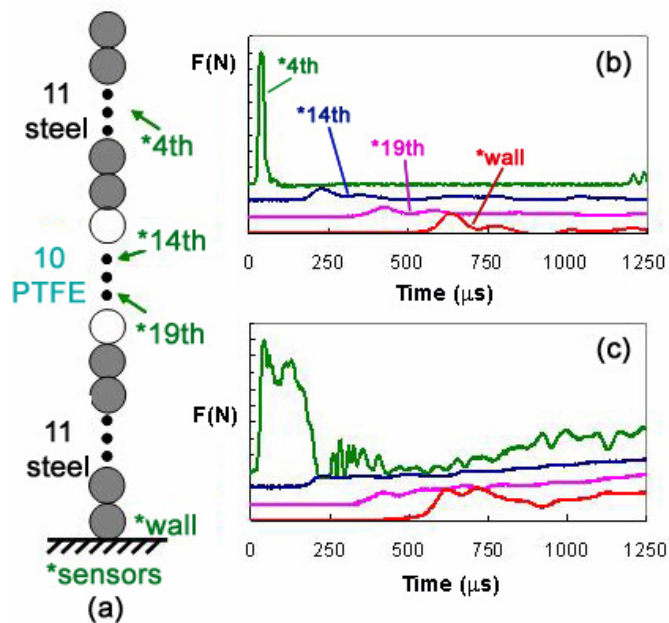 11
steel
*4th
*14th
10
PTFE
*19th
11
steel
*wall
*sensors
(a)
F(N)
(b)
*4th
*14th
*19th
*wall
0 250 500 750 1000 1250
Time (μs)
(c)
F(N)
0 250 500 750 1000 1250
Time (μs)